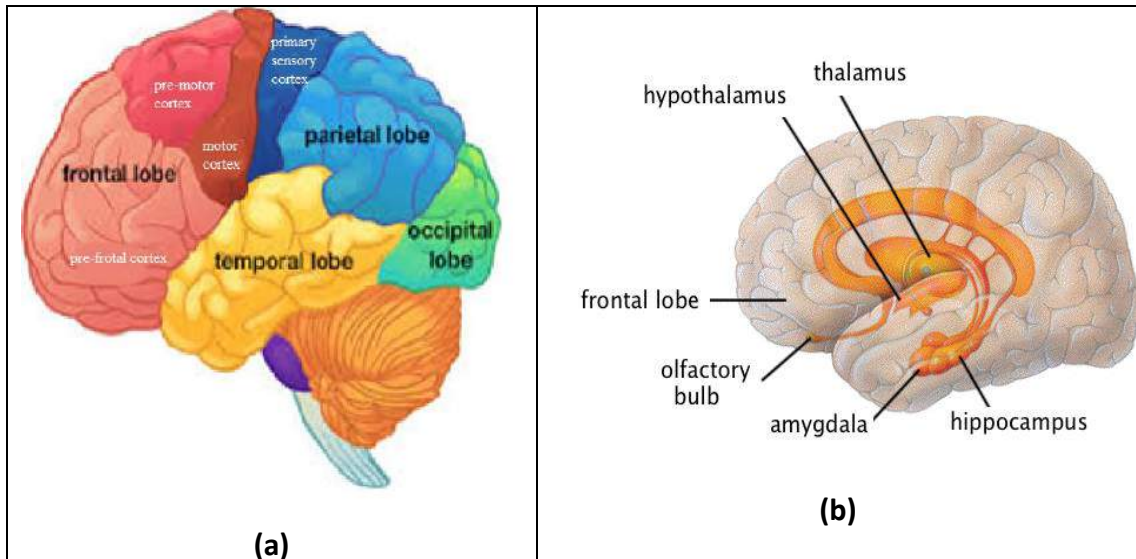 primary
sensory
cortex
pre-motor
cortex
motor
cortex
parietal lobe
frontal lobe
pre-frotal cortex
temporal lobe
occipital
lobe
(a)
thalamus
hypothalamus
frontal lobe
olfactory
bulb
amygdala
hippocampus
(b)